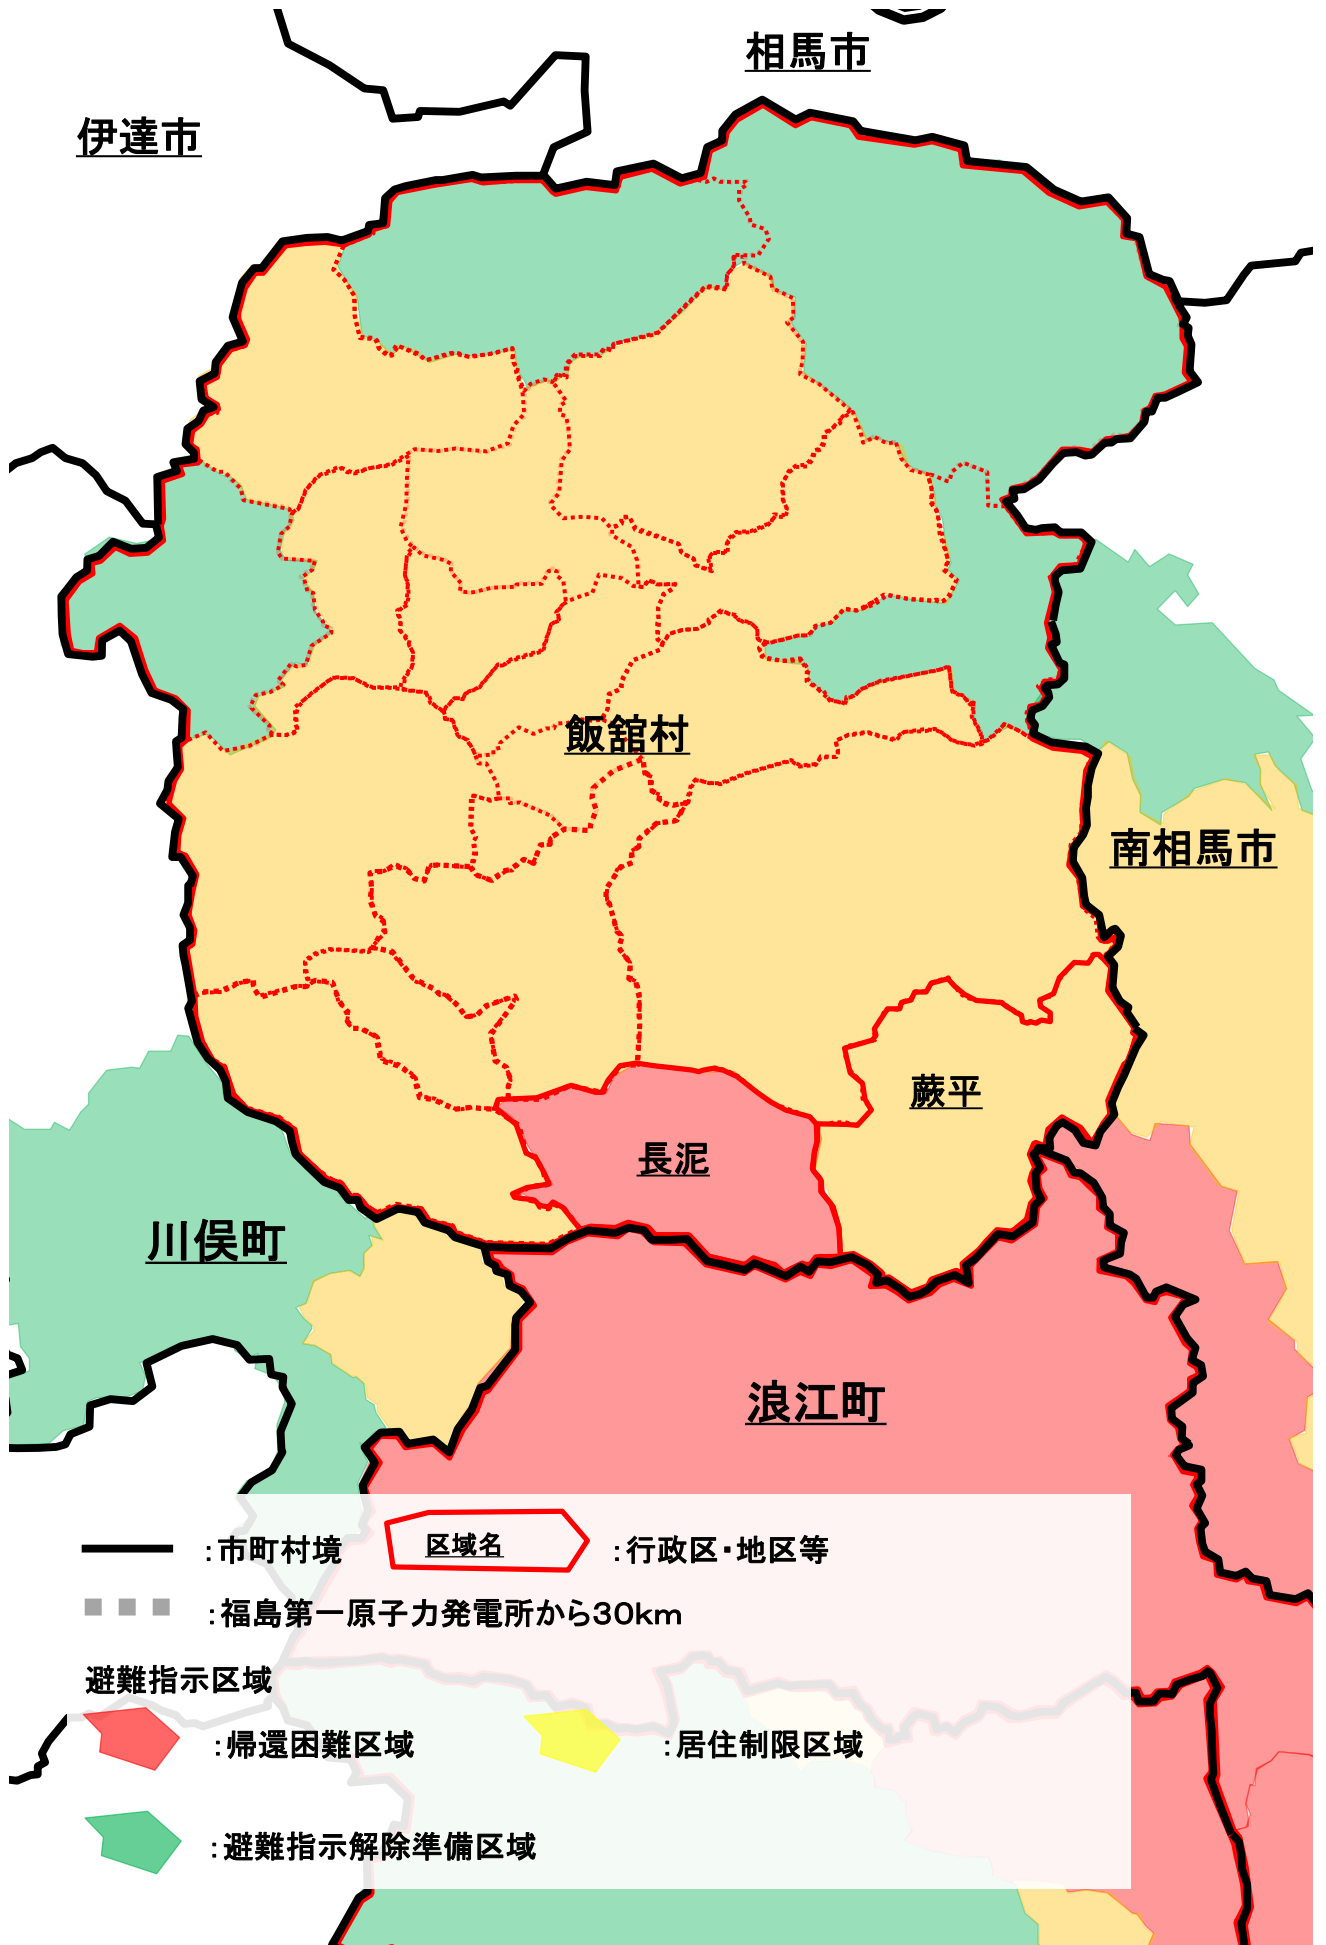 相馬市
伊達市
飯舘村
南相馬市
蕨平
長泥
川俣町
浪江町
:市町村境
区域名
:行政区・地区等
:福島第一原子力発電所から30km
避難指示区域
:帰還困難区域
:居住制限区域
:避難指示解除準備区域